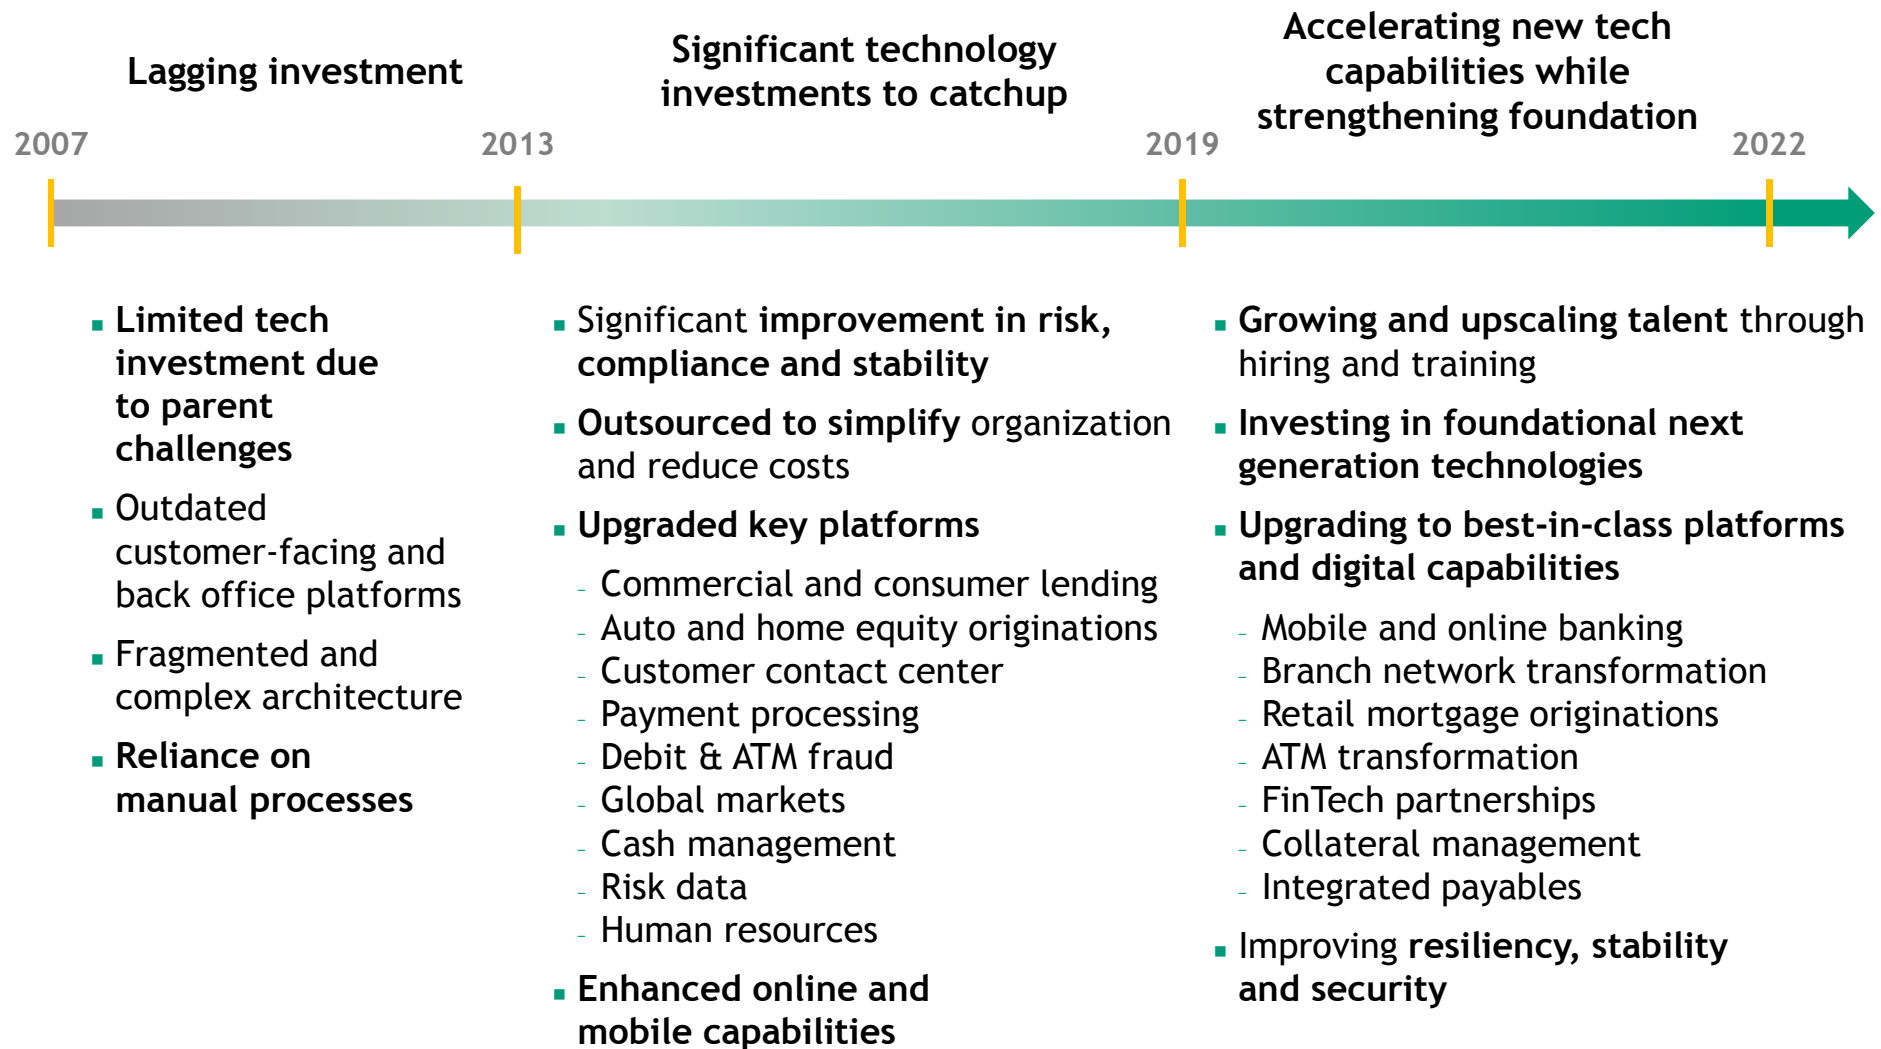 Lagging investment
Significant technology
investments to catchup
Accelerating new tech
capabilities while
strengthening foundation
2007
2013
2019
2022
▪ Limited tech
investment due
to parent
challenges
▪ Outdated
customer-facing and
back office platforms
▪ Fragmented and
complex architecture
▪ Reliance on
manual processes
▪ Significant improvement in risk,
compliance and stability
▪ Outsourced to simplify organization
and reduce costs
▪ Upgraded key platforms
- Commercial and consumer lending
- Auto and home equity originations
- Customer contact center
- Payment processing
- Debit & ATM fraud
- Global markets
- Cash management
- Risk data
- Human resources
▪ Enhanced online and
mobile capabilities
▪ Growing and upscaling talent through
hiring and training
▪ Investing in foundational next
generation technologies
▪ Upgrading to best-in-class platforms
and digital capabilities
- Mobile and online banking
- Branch network transformation
- Retail mortgage originations
- ATM transformation
- FinTech partnerships
- Collateral management
- Integrated payables
▪ Improving resiliency, stability
and security